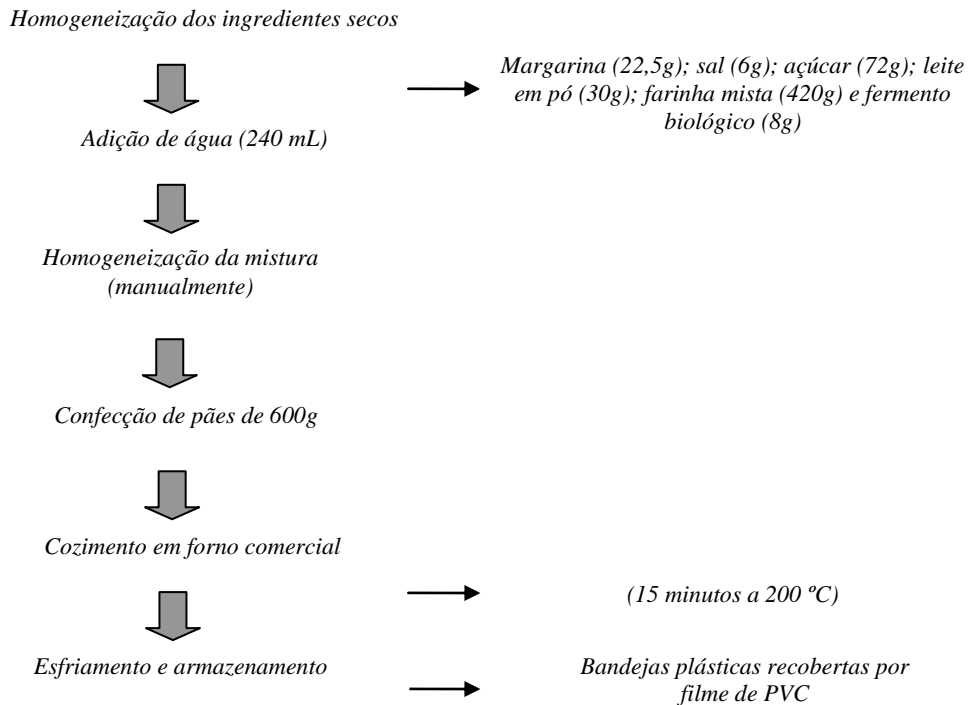 Homogeneização dos ingredientes secos
Margarina (22,5g); sal (6g); açúcar (72g); leite
em pó (30g); farinha mista (420g) e fermento
biológico (8g)
Adição de água (240 mL)
Homogeneização da mistura
(manualmente)
Confecção de pães de 600g
Cozimento em forno comercial
(15 minutos a 200 ºC)
Esfriamento e armazenamento
Bandejas plásticas recobertas por
filme de PVC